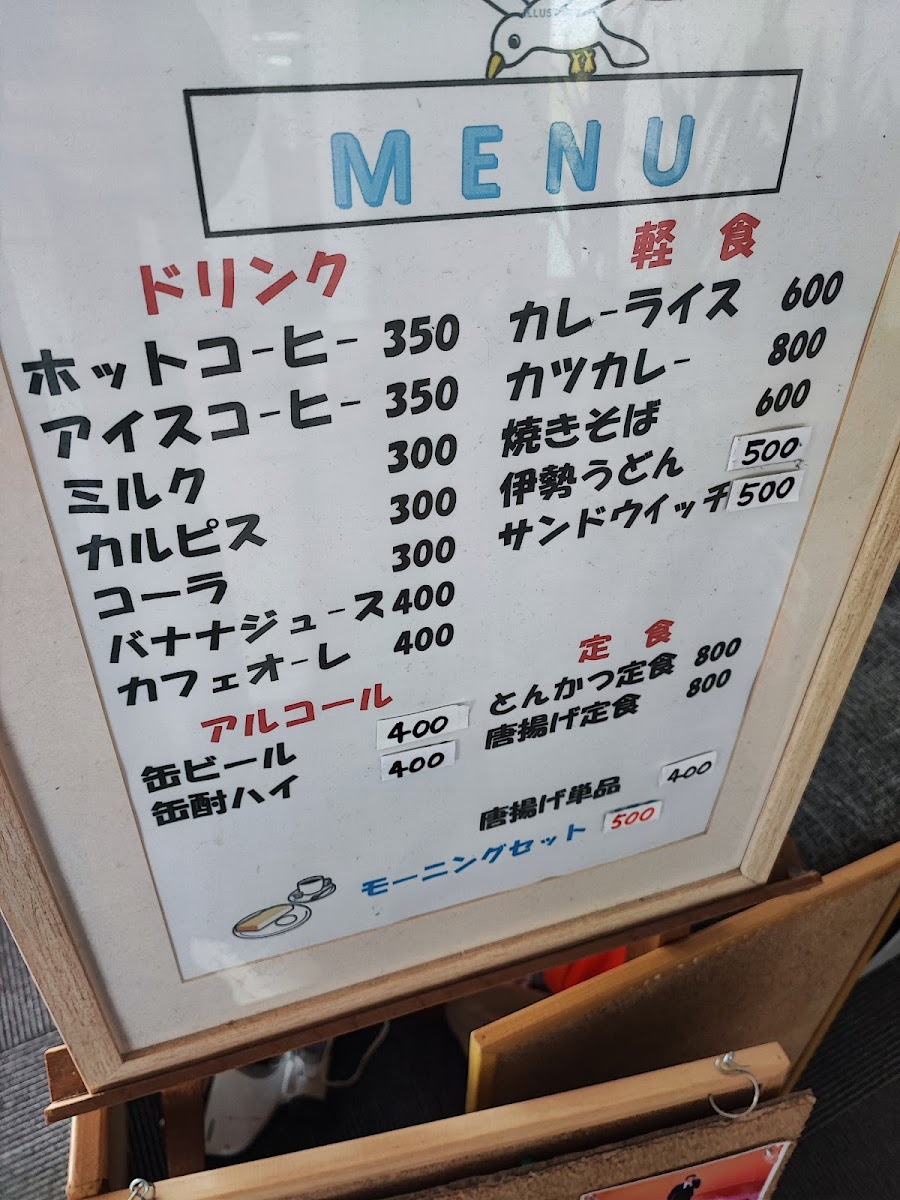 ILLUS
MENU
ドリンク
ホットコーヒー 350
アイスコーヒー 350
ミルク 300
カルピス 300
コーラ 300
バナナジュース 400
カフェオーレ 400
アルコール
缶ビール 400
缶酎ハイ 400
軽食
カレーライス 600
カツカレー 800
焼きそば 600
伊勢うどん 500
サンドウイッチ 500
定食
とんかつ定食 800
唐揚げ定食 800
唐揚げ単品 400
モーニングセット 500